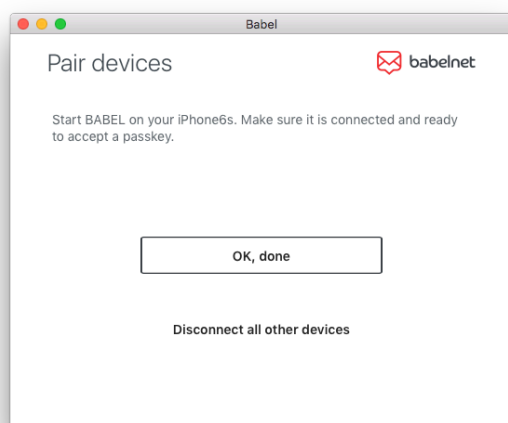 Babel
Pair devices
babelnet
Start BABEL on your iPhone6s. Make sure it is connected and ready
to accept a passkey.
OK, done
Disconnect all other devices